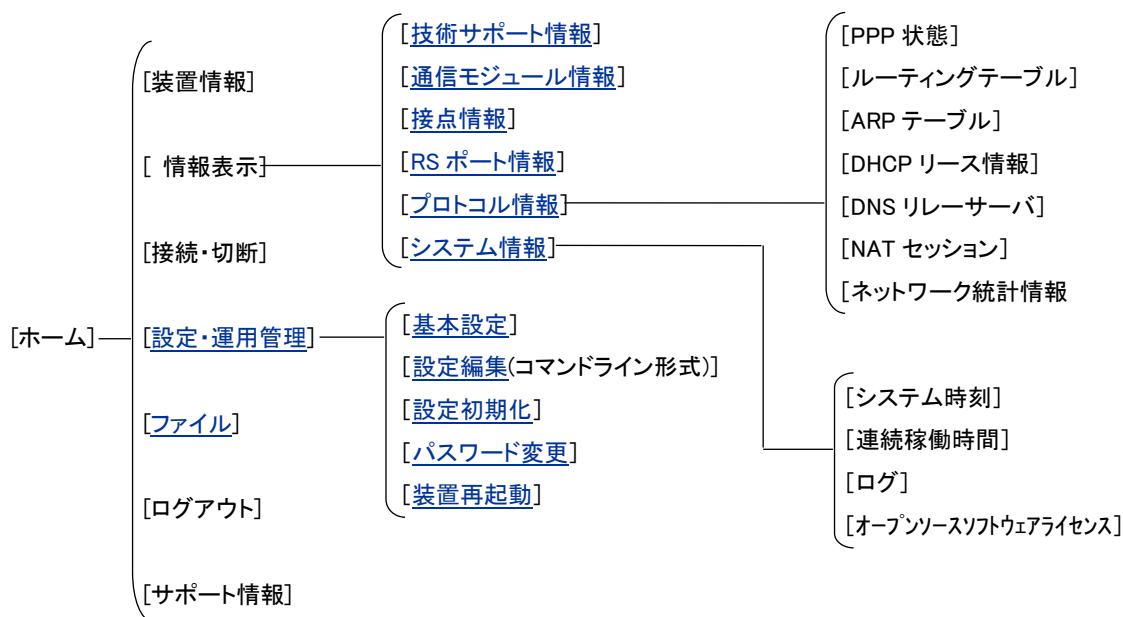 [ホーム]
[装置情報]
[ 情報表示]
[接続・切断]
[設定・運用管理]
[ファイル]
[ログアウト]
[サポート情報]
[技術サポート情報]
[通信モジュール情報]
[接点情報]
[RS ポート情報]
[プロトコル情報]
[システム情報]
[基本設定]
[設定編集(コマンドライン形式)]
[設定初期化]
[パスワード変更]
[装置再起動]
[PPP 状態]
[ルーティングテーブル]
[ARP テーブル]
[DHCP リース情報]
[DNS リレーサーバ]
[NAT セッション]
[ネットワーク統計情報
[システム時刻]
[連続稼働時間]
[ログ]
[オープンソースソフトウェアライセンス]